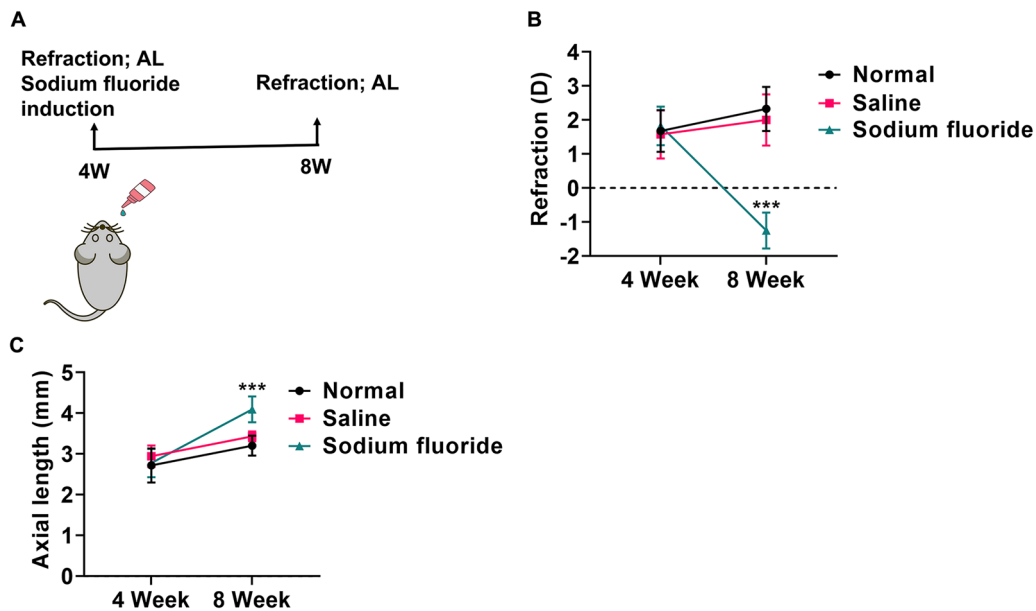 A
Refraction; AL
Sodium fluoride
induction
Refraction; AL
4W
8W
B
Refraction (D)
4
3
2
1
0
-1
-2
***
4 Week
8 Week
Normal
Saline
Sodium fluoride
C
Axial length (mm)
5
4
3
2
1
0
***
4 Week
8 Week
Normal
Saline
Sodium fluoride